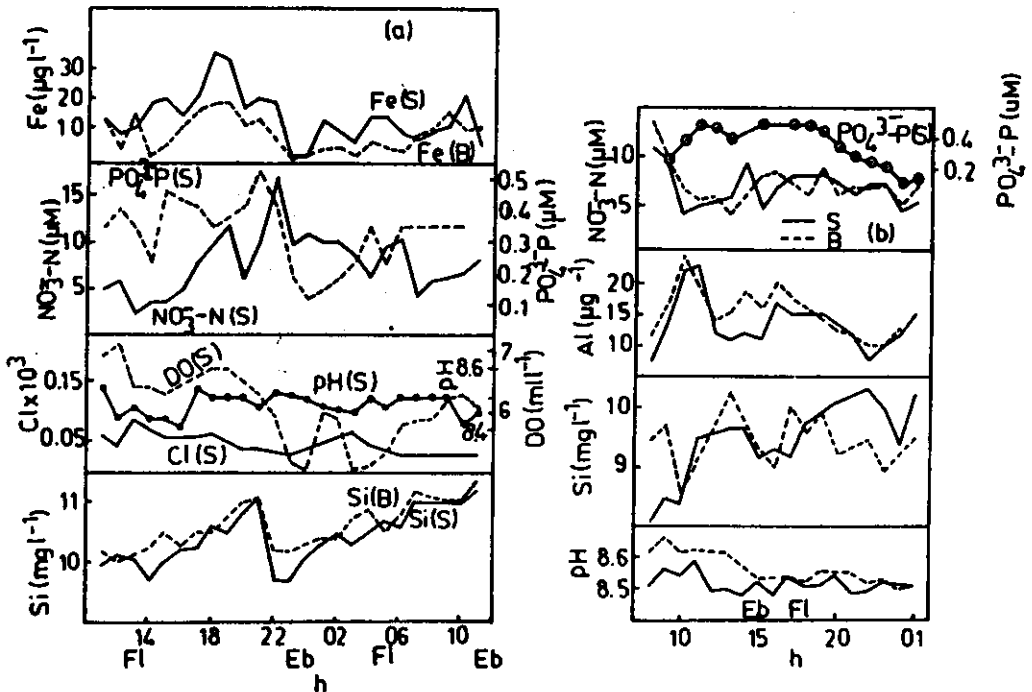 (a)
Fe(μg l⁻¹)
30
20
10
Fe(S)
Fe(B)
NO₃⁻-N(μM)
15
10
5
PO₄³⁻-P(S)
NO₃⁻-N(S)
0.5
0.4
0.3
0.2
0.1
PO₄³⁻-P(μM)
Cl x 10³
0.15
0.05
DO(S)
pH(S)
Cl(S)
pH
8.6
8.4
7
6
DO(ml l⁻¹)
Si(mg l⁻¹)
11
10
Si(B)
Si(S)
14 18 22 02 06 10
Fl Eb Fl Eb
h
NO₃⁻-N(μM)
10
5
PO₄³⁻-P(S)
0.4
0.2
PO₄³⁻-P(uM)
S
B
(b)
Al(μg⁻¹)
20
15
10
Si(mg l⁻¹)
10
9
pH
8.6
8.5
Eb Fl
10 15 20 01
h